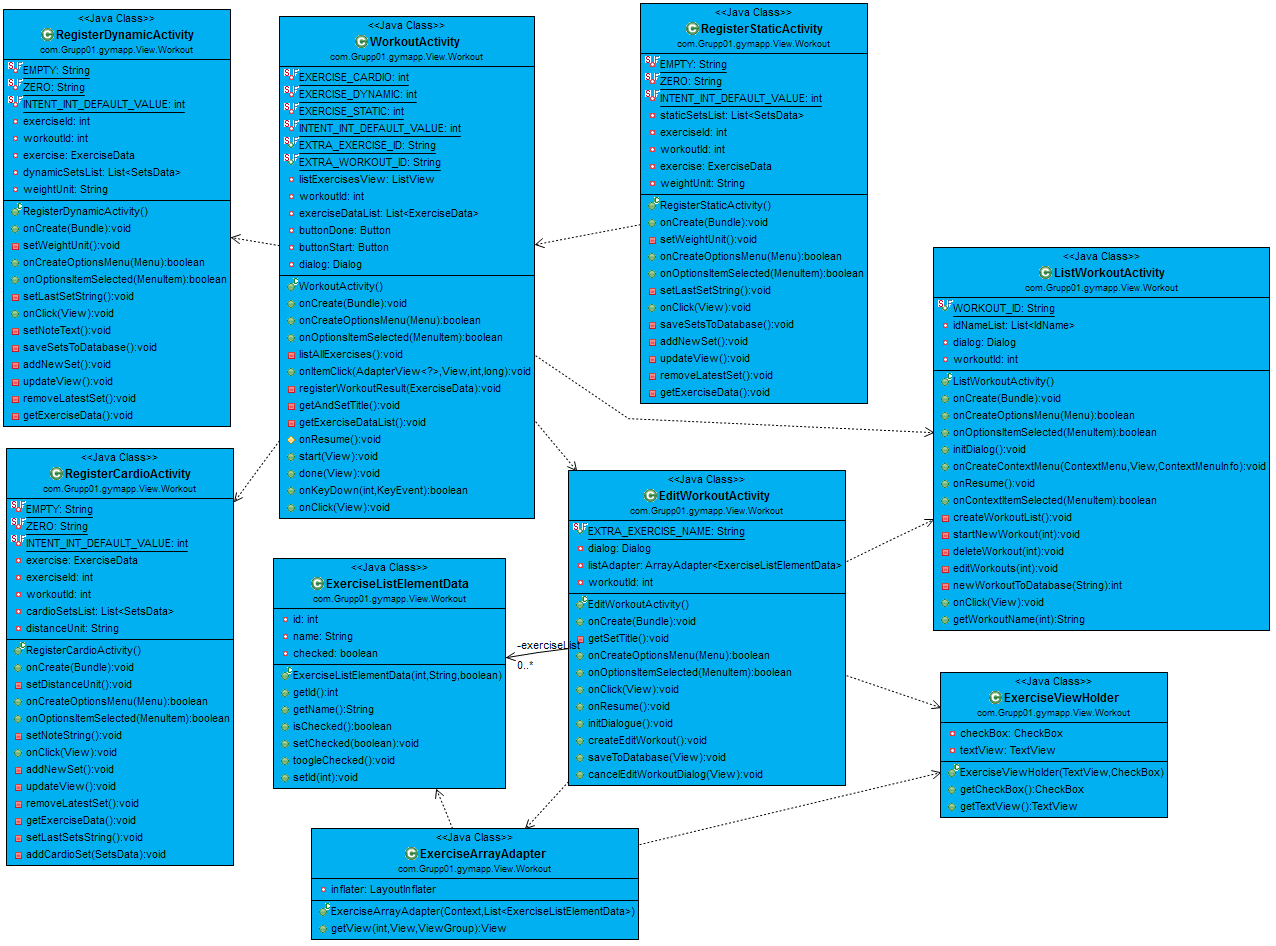 <<Java Class>>
RegisterDynamicActivity
com.Grupp01.gymapp.View.Workout
EMPTY: String
ZERO: String
INTENT_INT_DEFAULT_VALUE: int
exerciseId: int
workoutId: int
exercise: ExerciseData
dynamicSetsList: List<SetsData>
weightUnit: String
RegisterDynamicActivity()
onCreate(Bundle):void
setWeightUnit():void
onCreateOptionsMenu(Menu):boolean
onOptionsItemSelected(MenuItem):boolean
setLastSetString():void
onClick(View):void
setNoteText():void
saveSetsToDatabase():void
addNewSet():void
updateView():void
removeLatestSet():void
getExerciseData():void
<<Java Class>>
WorkoutActivity
com.Grupp01.gymapp.View.Workout
EXERCISE_CARDIO: int
EXERCISE_DYNAMIC: int
EXERCISE_STATIC: int
INTENT_INT_DEFAULT_VALUE: int
EXTRA_EXERCISE_ID: String
EXTRA_WORKOUT_ID: String
listExercisesView: ListView
workoutId: int
exerciseDataList: List<ExerciseData>
buttonDone: Button
buttonStart: Button
dialog: Dialog
WorkoutActivity()
onCreate(Bundle):void
onCreateOptionsMenu(Menu):boolean
onOptionsItemSelected(MenuItem):boolean
listAllExercises():void
onItemClick(AdapterView<?>,View,int,long):void
registerWorkoutResult(ExerciseData):void
getAndSetTitle():void
getExerciseDataList():void
onResume():void
start(View):void
done(View):void
onKeyDown(int,KeyEvent):boolean
onClick(View):void
<<Java Class>>
RegisterStaticActivity
com.Grupp01.gymapp.View.Workout
EMPTY: String
ZERO: String
INTENT_INT_DEFAULT_VALUE: int
staticSetsList: List<SetsData>
exerciseId: int
workoutId: int
exercise: ExerciseData
weightUnit: String
RegisterStaticActivity()
onCreate(Bundle):void
setWeightUnit():void
onCreateOptionsMenu(Menu):boolean
onOptionsItemSelected(MenuItem):boolean
setLastSetString():void
onClick(View):void
saveSetsToDatabase():void
addNewSet():void
updateView():void
removeLatestSet():void
getExerciseData():void
<<Java Class>>
ListWorkoutActivity
com.Grupp01.gymapp.View.Workout
WORKOUT_ID: String
idNameList: List<IdName>
dialog: Dialog
workoutId: int
ListWorkoutActivity()
onCreate(Bundle):void
onCreateOptionsMenu(Menu):boolean
onOptionsItemSelected(MenuItem):boolean
initDialog():void
onCreateContextMenu(ContextMenu,View,ContextMenuInfo):void
onResume():void
onContextItemSelected(MenuItem):boolean
createWorkoutList():void
startNewWorkout(int):void
deleteWorkout(int):void
editWorkouts(int):void
newWorkoutToDatabase(String):int
onClick(View):void
getWorkoutName(int):String
<<Java Class>>
RegisterCardioActivity
com.Grupp01.gymapp.View.Workout
EMPTY: String
ZERO: String
INTENT_INT_DEFAULT_VALUE: int
exercise: ExerciseData
exerciseId: int
workoutId: int
cardioSetsList: List<SetsData>
distanceUnit: String
RegisterCardioActivity()
onCreate(Bundle):void
setDistanceUnit():void
onCreateOptionsMenu(Menu):boolean
onOptionsItemSelected(MenuItem):boolean
setNoteString():void
onClick(View):void
addNewSet():void
updateView():void
removeLatestSet():void
getExerciseData():void
setLastSetsString():void
addCardioSet(SetsData):void
<<Java Class>>
ExerciseListElementData
com.Grupp01.gymapp.View.Workout
id: int
name: String
checked: boolean
ExerciseListElementData(int,String,boolean)
getId():int
getName():String
isChecked():boolean
setChecked(boolean):void
toogleChecked():void
setId(int):void
-exerciseList
0..*
<<Java Class>>
EditWorkoutActivity
com.Grupp01.gymapp.View.Workout
EXTRA_EXERCISE_NAME: String
dialog: Dialog
listAdapter: ArrayAdapter<ExerciseListElementData>
workoutId: int
EditWorkoutActivity()
onCreate(Bundle):void
getSetTitle():void
onCreateOptionsMenu(Menu):boolean
onOptionsItemSelected(MenuItem):boolean
onClick(View):void
onResume():void
initDialogue():void
createEditWorkout():void
saveToDatabase(View):void
cancelEditWorkoutDialog(View):void
<<Java Class>>
ExerciseViewHolder
com.Grupp01.gymapp.View.Workout
checkBox: CheckBox
textView: TextView
ExerciseViewHolder(TextView,CheckBox)
getCheckBox():CheckBox
getTextView():TextView
<<Java Class>>
ExerciseArrayAdapter
com.Grupp01.gymapp.View.Workout
inflater: LayoutInflater
ExerciseArrayAdapter(Context,List<ExerciseListElementData>)
getView(int,View,ViewGroup):View